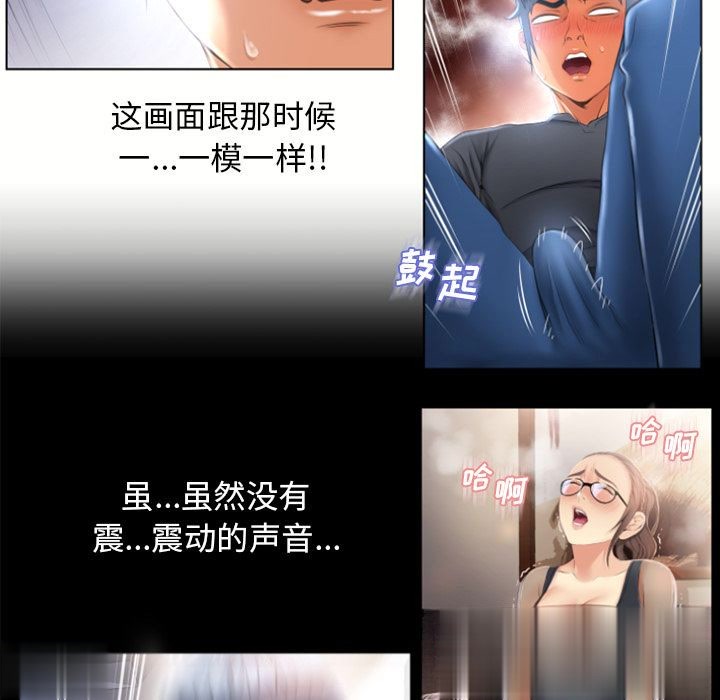 这画面跟那时候
一...一模一样!!
鼓起
哈啊
哈啊
虽...虽然没有
震...震动的声音...